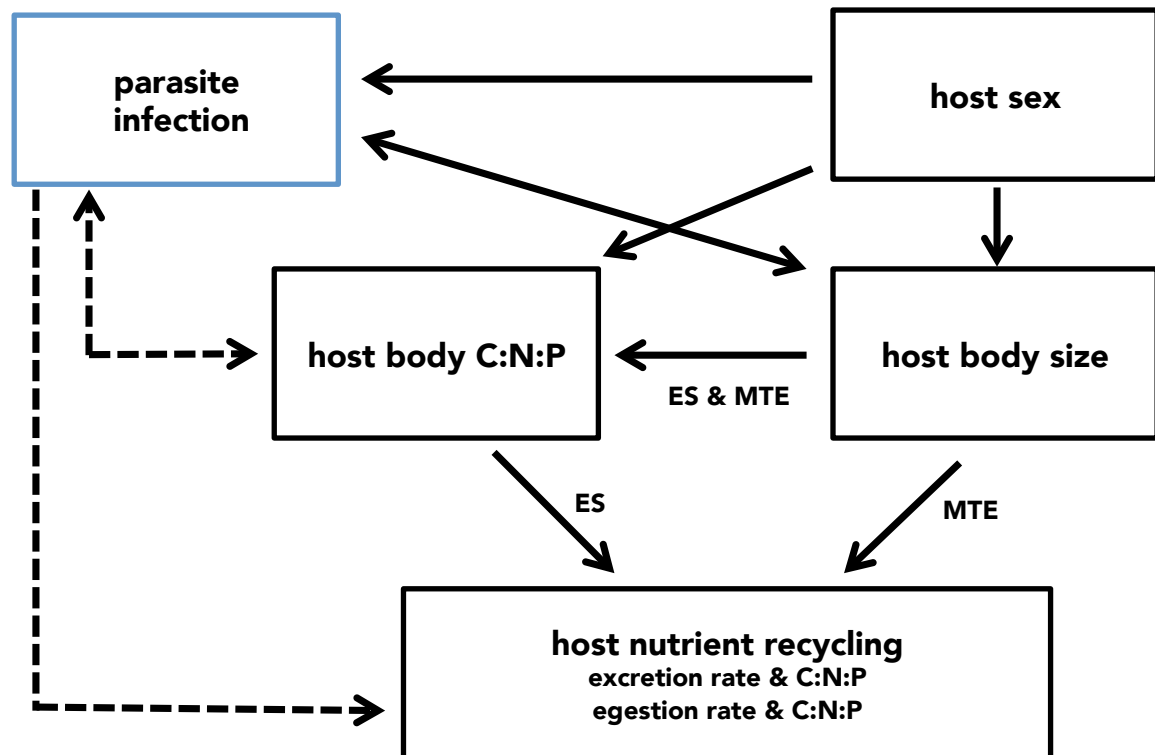 parasite
infection
host sex
host body C:N:P
host body size
ES & MTE
ES
MTE
host nutrient recycling
excretion rate & C:N:P
egestion rate & C:N:P